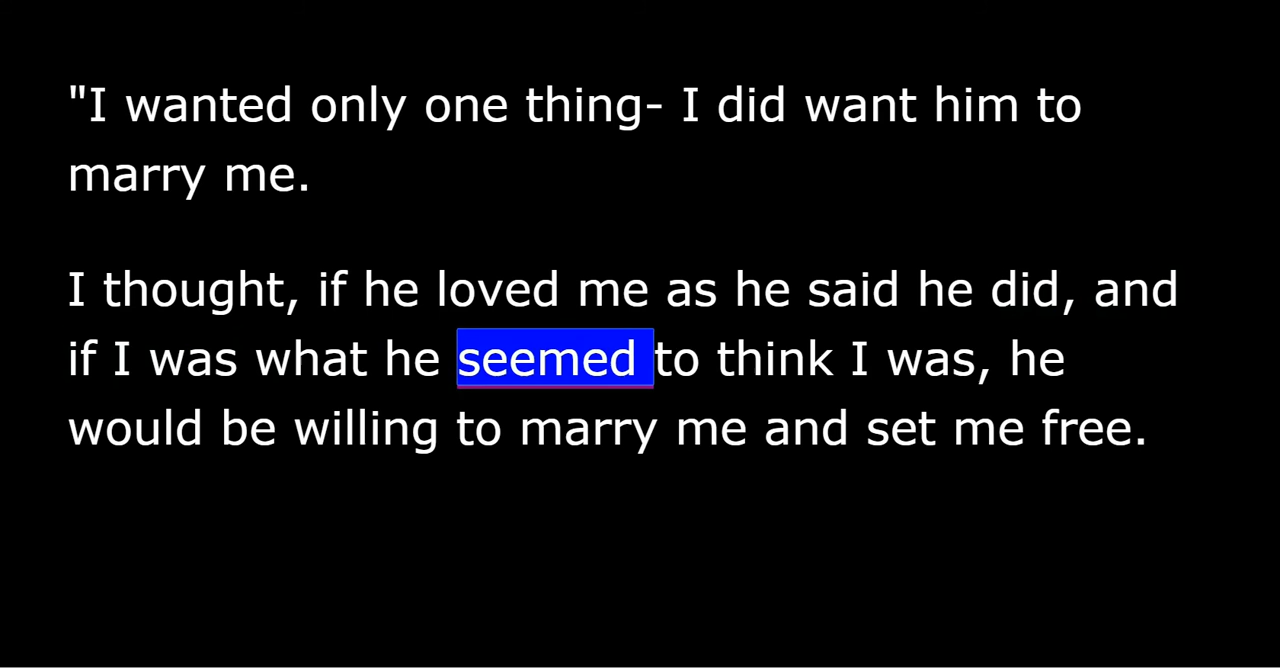 "I wanted only one thing- I did want him to
marry me.
I thought, if he loved me as he said he did, and
if I was what he seemed to think I was, he
would be willing to marry me and set me free.